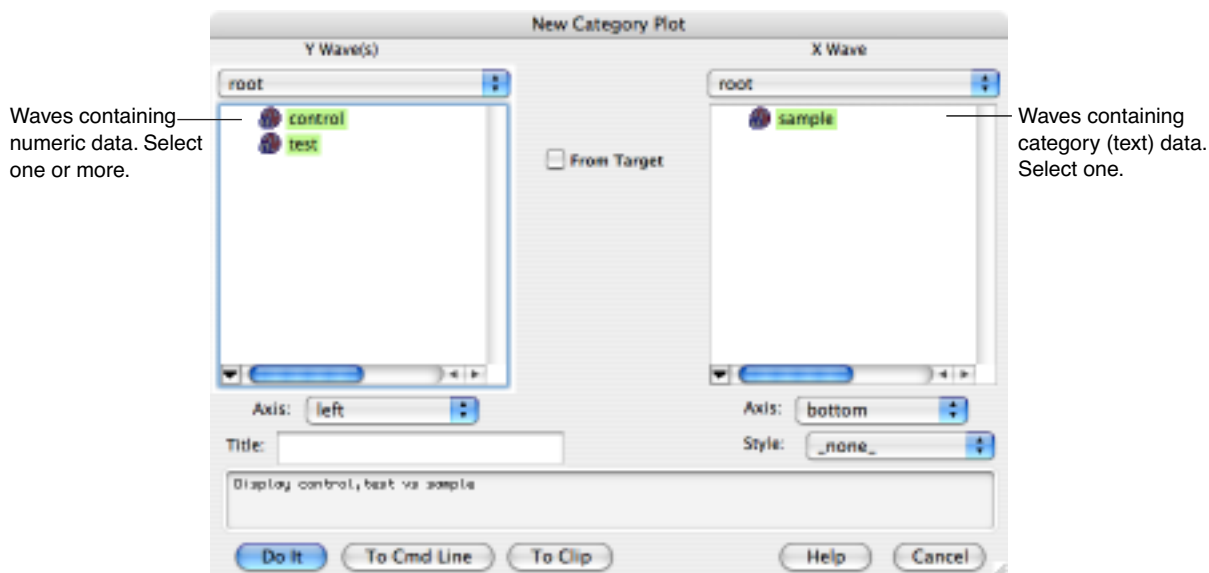 New Category Plot
Y Wave(s)
X Wave
root
root
Waves containing
numeric data. Select
one or more.
control
test
From Target
sample
Waves containing
category (text) data.
Select one.
Axis: left
Axis: bottom
Title:
Style: _none_
Display control,test vs sample
Do It
To Cmd Line
To Clip
Help
Cancel